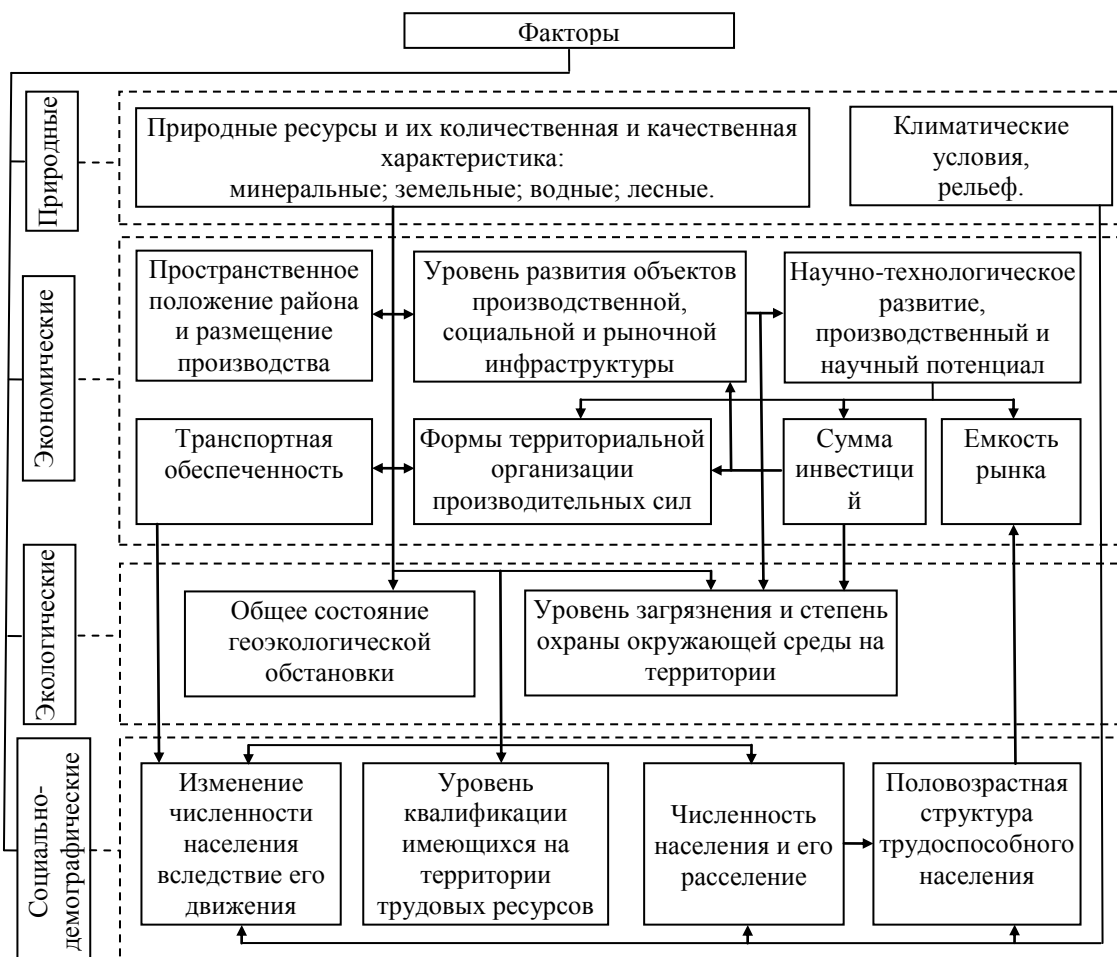 Факторы
Природные
Природные ресурсы и их количественная и качественная
характеристика:
минеральные; земельные; водные; лесные.
Климатические
условия,
рельеф.
Экономические
Пространственное
положение района
и размещение
производства
Уровень развития объектов
производственной,
социальной и рыночной
инфраструктуры
Научно-технологическое
развитие,
производственный и
научный потенциал
Транспортная
обеспеченность
Формы территориальной
организации
производительных сил
Сумма
инвестици
й
Емкость
рынка
Экологические
Общее состояние
геоэкологической
обстановки
Уровень загрязнения и степень
охраны окружающей среды на
территории
Социально-
демографические
Изменение
численности
населения
вследствие его
движения
Уровень
квалификации
имеющихся на
территории
трудовых ресурсов
Численность
населения и его
расселение
Половозрастная
структура
трудоспособного
населения